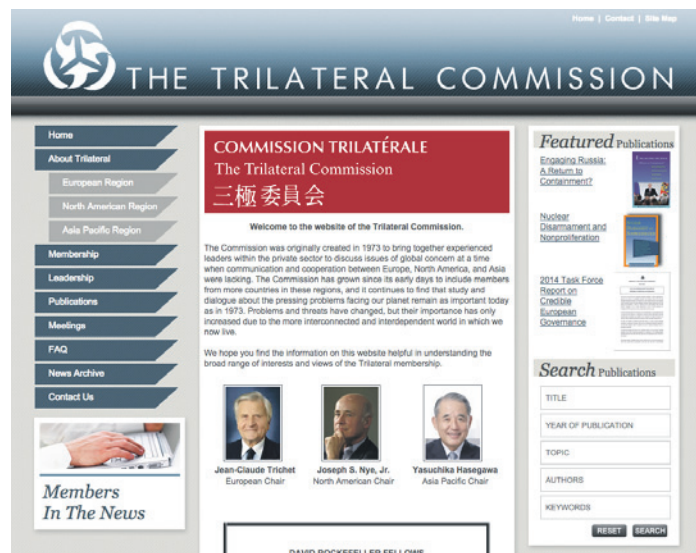 Home | Contact | Site Map
THE TRILATERAL COMMISSION
Home
About Trilateral
European Region
North American Region
Asia Pacific Region
Membership
Leadership
Publications
Meetings
FAQ
News Archive
Contact Us
Members
In The News
COMMISSION TRILATÉRALE
The Trilateral Commission
三極委員会
Welcome to the website of the Trilateral Commission.
The Commission was originally created in 1973 to bring together experienced
leaders within the private sector to discuss issues of global concern at a time
when communication and cooperation between Europe, North America, and Asia
were lacking. The Commission has grown since its early days to include members
from more countries in these regions, and it continues to find that study and
dialogue about the pressing problems facing our planet remain as important today
as in 1973. Problems and threats have changed, but their importance has only
increased due to the more interconnected and interdependent world in which we
now live.
We hope you find the information on this website helpful in understanding the
broad range of interests and views of the Trilateral membership.
Jean-Claude Trichet
European Chair
Joseph S. Nye, Jr.
North American Chair
Yasuchika Hasegawa
Asia Pacific Chair
DAVID ROCKEFELLER FELLOWS
Featured Publications
Engaging Russia:
A Return to
Containment?
Nuclear
Disarmament and
Nonproliferation
2014 Task Force
Report on
Credible
European
Governance
Search Publications
TITLE
YEAR OF PUBLICATION
TOPIC
AUTHORS
KEYWORDS
RESET SEARCH